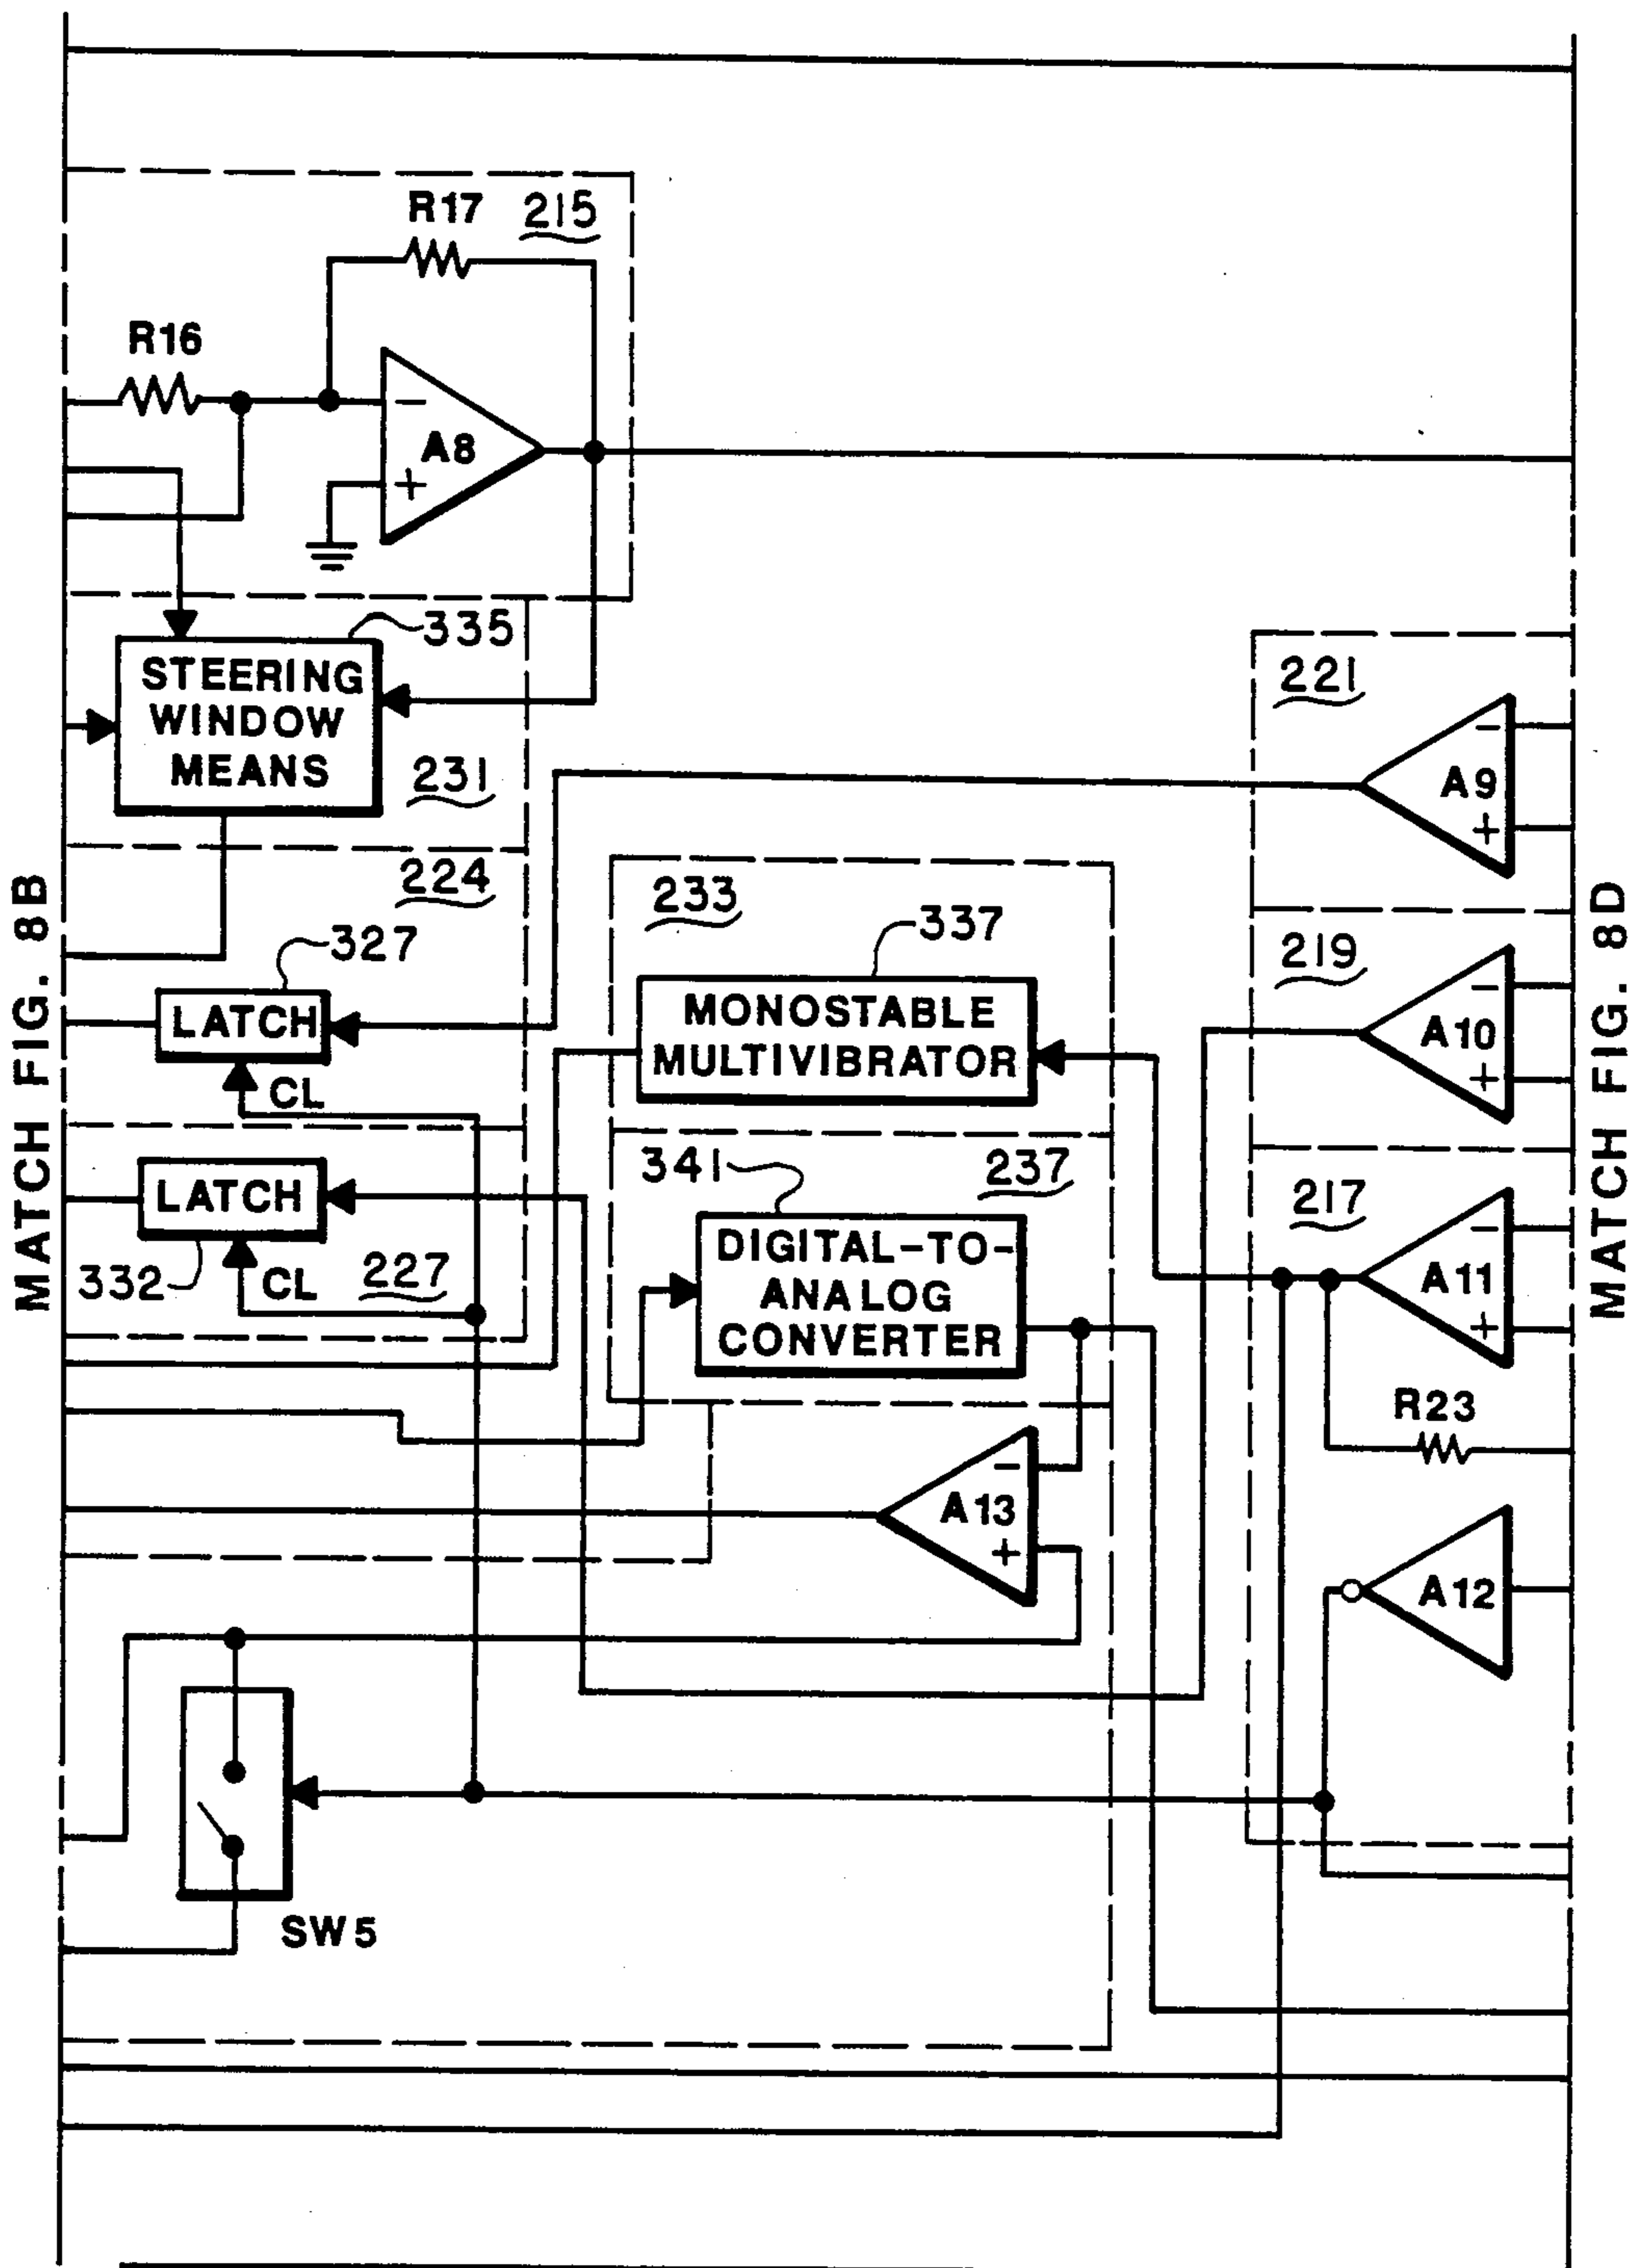 R17
215
R16
−
A8
+
335
STEERING
WINDOW
MEANS
231
221
−
A9
+
224
327
LATCH
CL
233
337
MONOSTABLE
MULTIVIBRATOR
219
−
A10
+
MATCH FIG. 8B
MATCH FIG. 8D
LATCH
332
CL
227
341
237
DIGITAL-TO-
ANALOG
CONVERTER
217
−
A11
+
R23
−
A13
+
A12
SW5